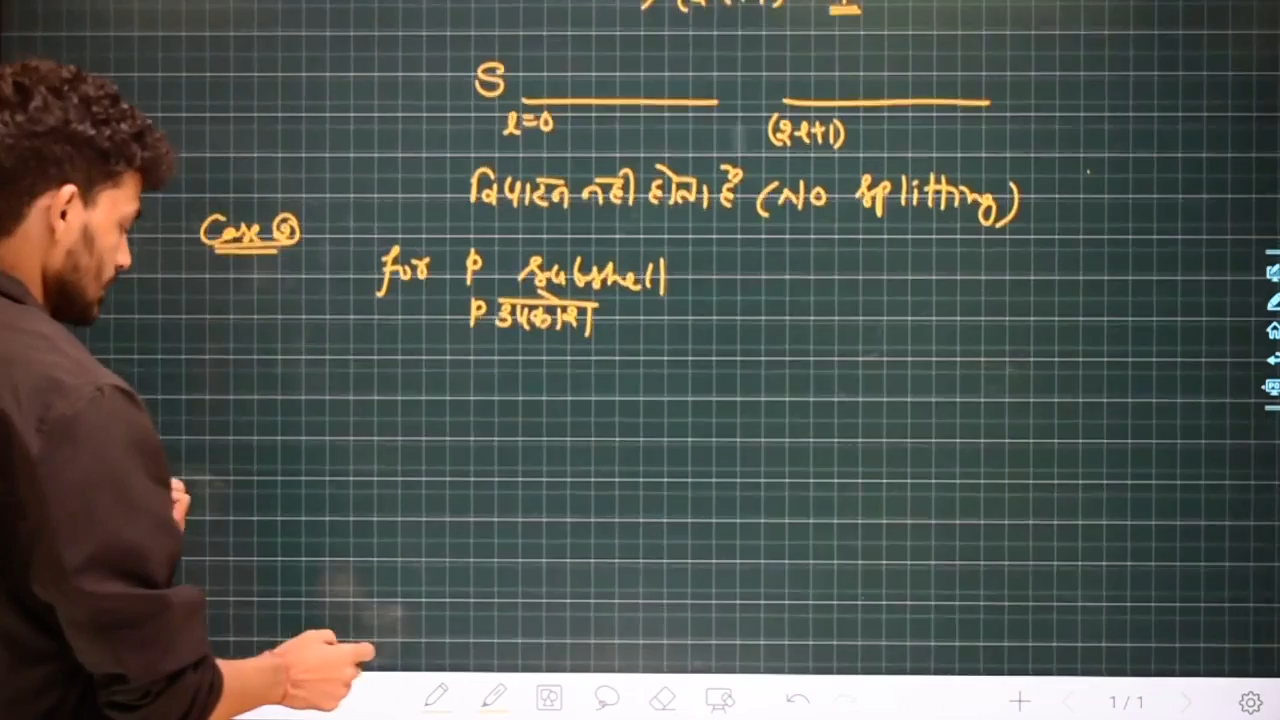 S
l=0 (2l+1)
विपाटन नही होता है (No Splitting)
Case ②
for P Subshell
P उपकोश
1 / 1